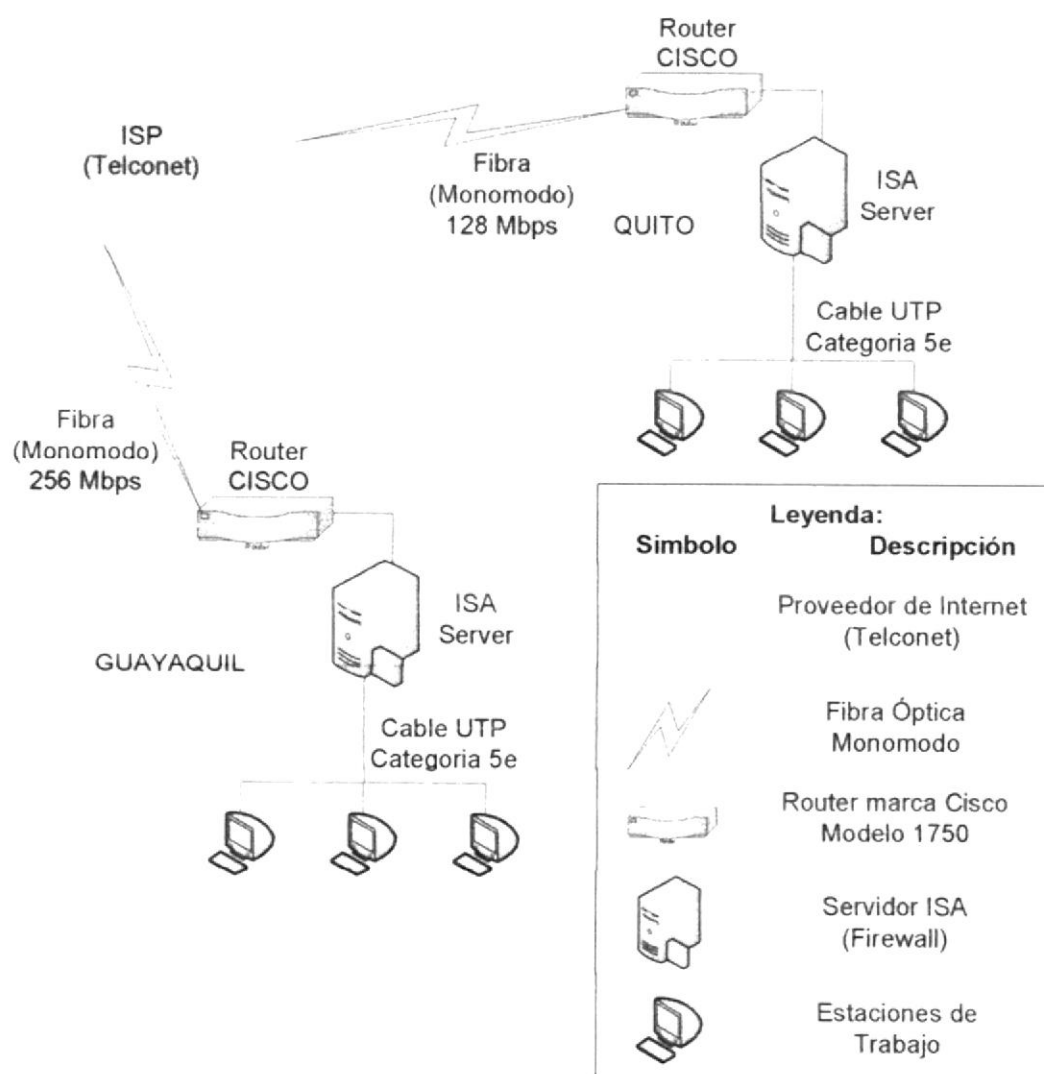 Router
CISCO
ISP
(Telconet)
Fibra
(Monomodo)
128 Mbps
QUITO
ISA
Server
Cable UTP
Categoria 5e
Fibra
(Monomodo)
256 Mbps
Router
CISCO
ISA
Server
GUAYAQUIL
Cable UTP
Categoria 5e
Leyenda:
Simbolo Descripción
Proveedor de Internet
(Telconet)
Fibra Óptica
Monomodo
Router marca Cisco
Modelo 1750
Servidor ISA
(Firewall)
Estaciones de
Trabajo